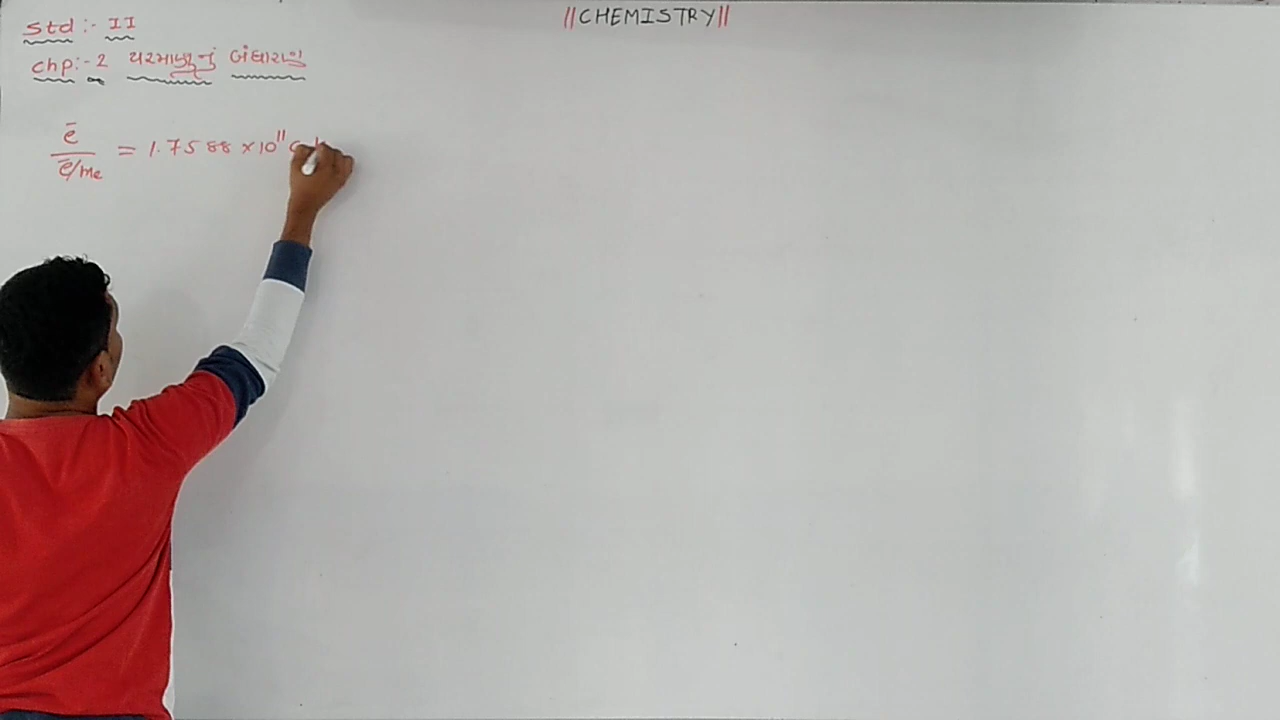 ||CHEMISTRY||
Std :- II
chp:- 2 પરમાણુનું બંધારણ
e̅
e̅/me = 1.7588 × 10¹¹ C